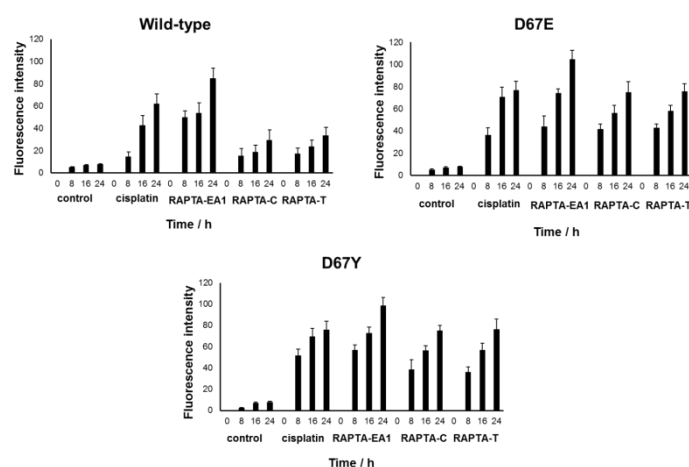 Wild-type
Fluorescence intensity
120
100
80
60
40
20
0
0 8 16 24 0 8 16 24 0 8 16 24 0 8 16 24 0 8 16 24
control cisplatin RAPTA-EA1 RAPTA-C RAPTA-T
Time / h
D67E
Fluorescence intensity
120
100
80
60
40
20
0
0 8 16 24 0 8 16 24 0 8 16 24 0 8 16 24 0 8 16 24
control cisplatin RAPTA-EA1 RAPTA-C RAPTA-T
Time / h
D67Y
Fluorescence intensity
120
100
80
60
40
20
0
0 8 16 24 0 8 16 24 0 8 16 24 0 8 16 24 0 8 16 24
control cisplatin RAPTA-EA1 RAPTA-C RAPTA-T
Time / h